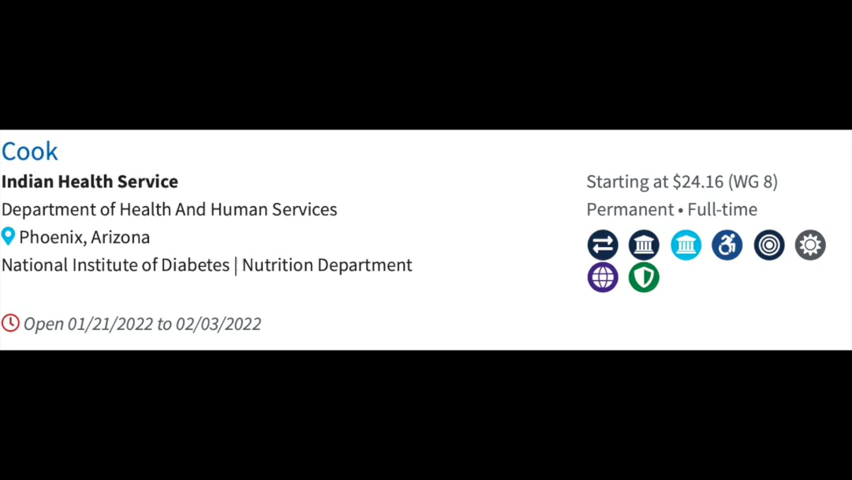 Cook
Indian Health Service
Department of Health And Human Services
Phoenix, Arizona
National Institute of Diabetes | Nutrition Department
Open 01/21/2022 to 02/03/2022
Starting at $24.16 (WG 8)
Permanent • Full-time